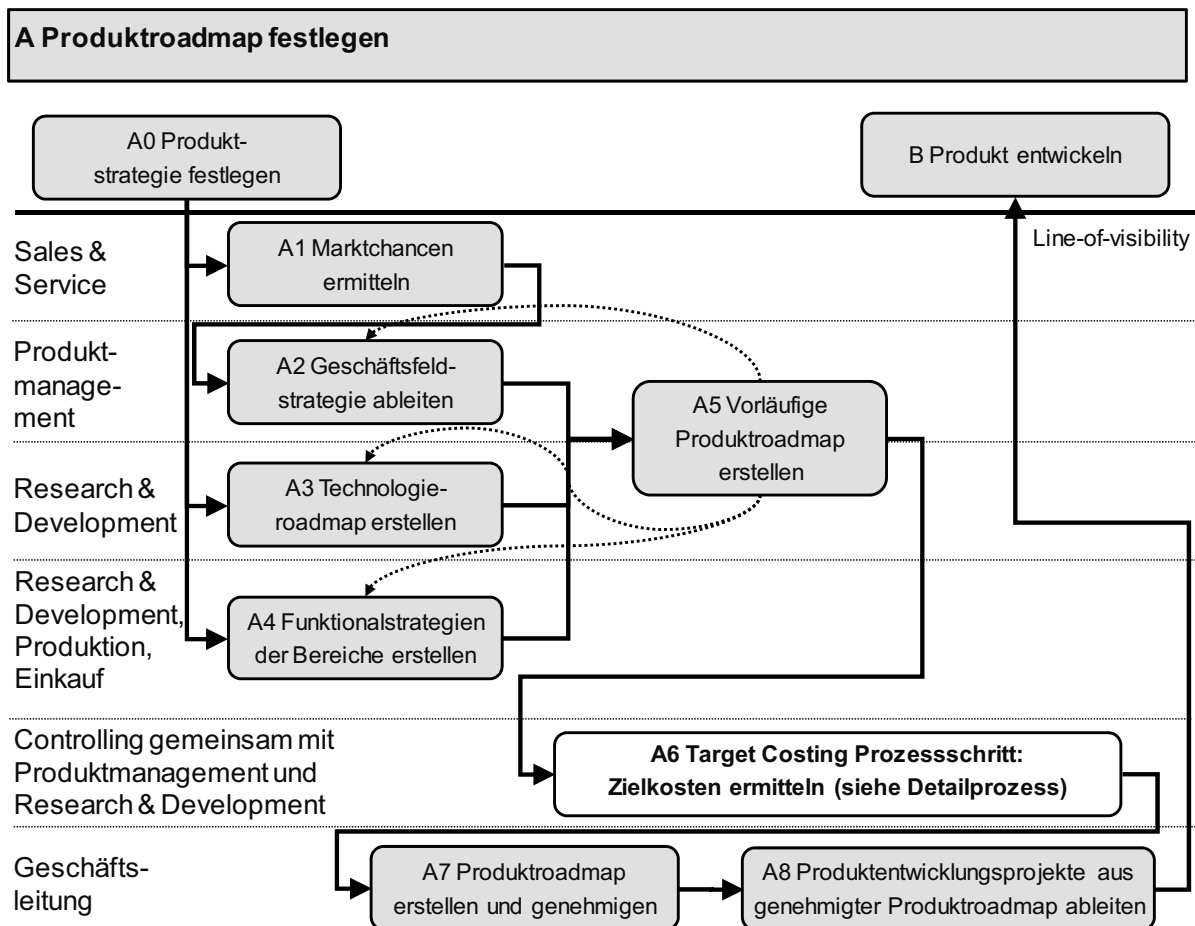 A Produktroadmap festlegen
A0 Produkt-
strategie festlegen
B Produkt entwickeln
Line-of-visibility
Sales &
Service
A1 Marktchancen
ermitteln
Produkt-
manage-
ment
A2 Geschäftsfeld-
strategie ableiten
A5 Vorläufige
Produktroadmap
erstellen
Research &
Development
A3 Technologie-
roadmap erstellen
Research &
Development,
Produktion,
Einkauf
A4 Funktionalstrategien
der Bereiche erstellen
Controlling gemeinsam mit
Produktmanagement und
Research & Development
A6 Target Costing Prozessschritt:
Zielkosten ermitteln (siehe Detailprozess)
Geschäfts-
leitung
A7 Produktroadmap
erstellen und genehmigen
A8 Produktentwicklungsprojekte aus
genehmigter Produktroadmap ableiten